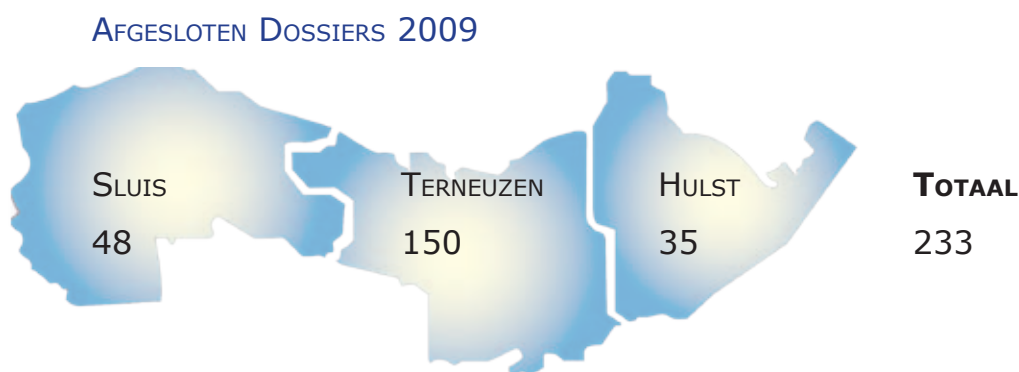 Afgesloten Dossiers 2009
Sluis Terneuzen Hulst Totaal
48 150 35 233